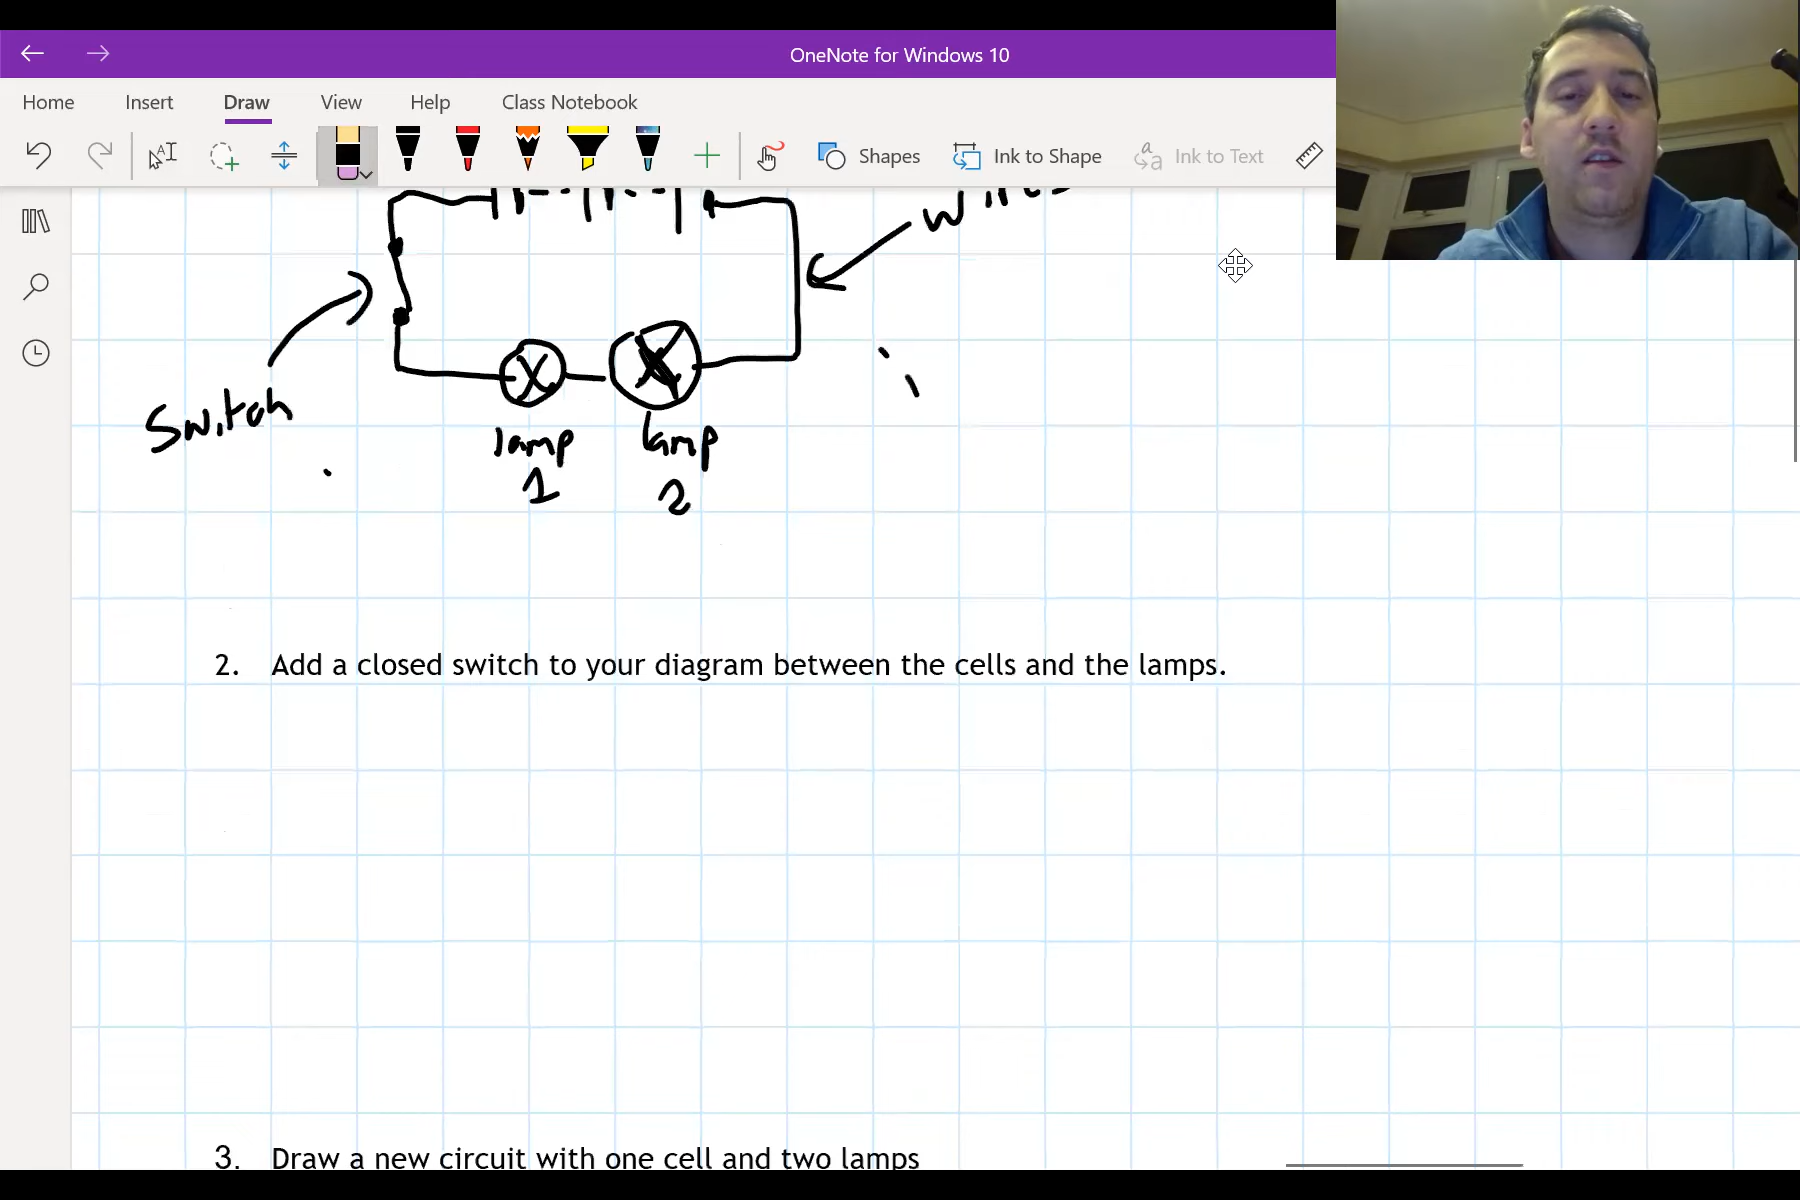 OneNote for Windows 10
Home Insert Draw View Help Class Notebook
Shapes Ink to Shape Ink to Text
Switch
lamp lamp
1 2
2. Add a closed switch to your diagram between the cells and the lamps.
3. Draw a new circuit with one cell and two lamps